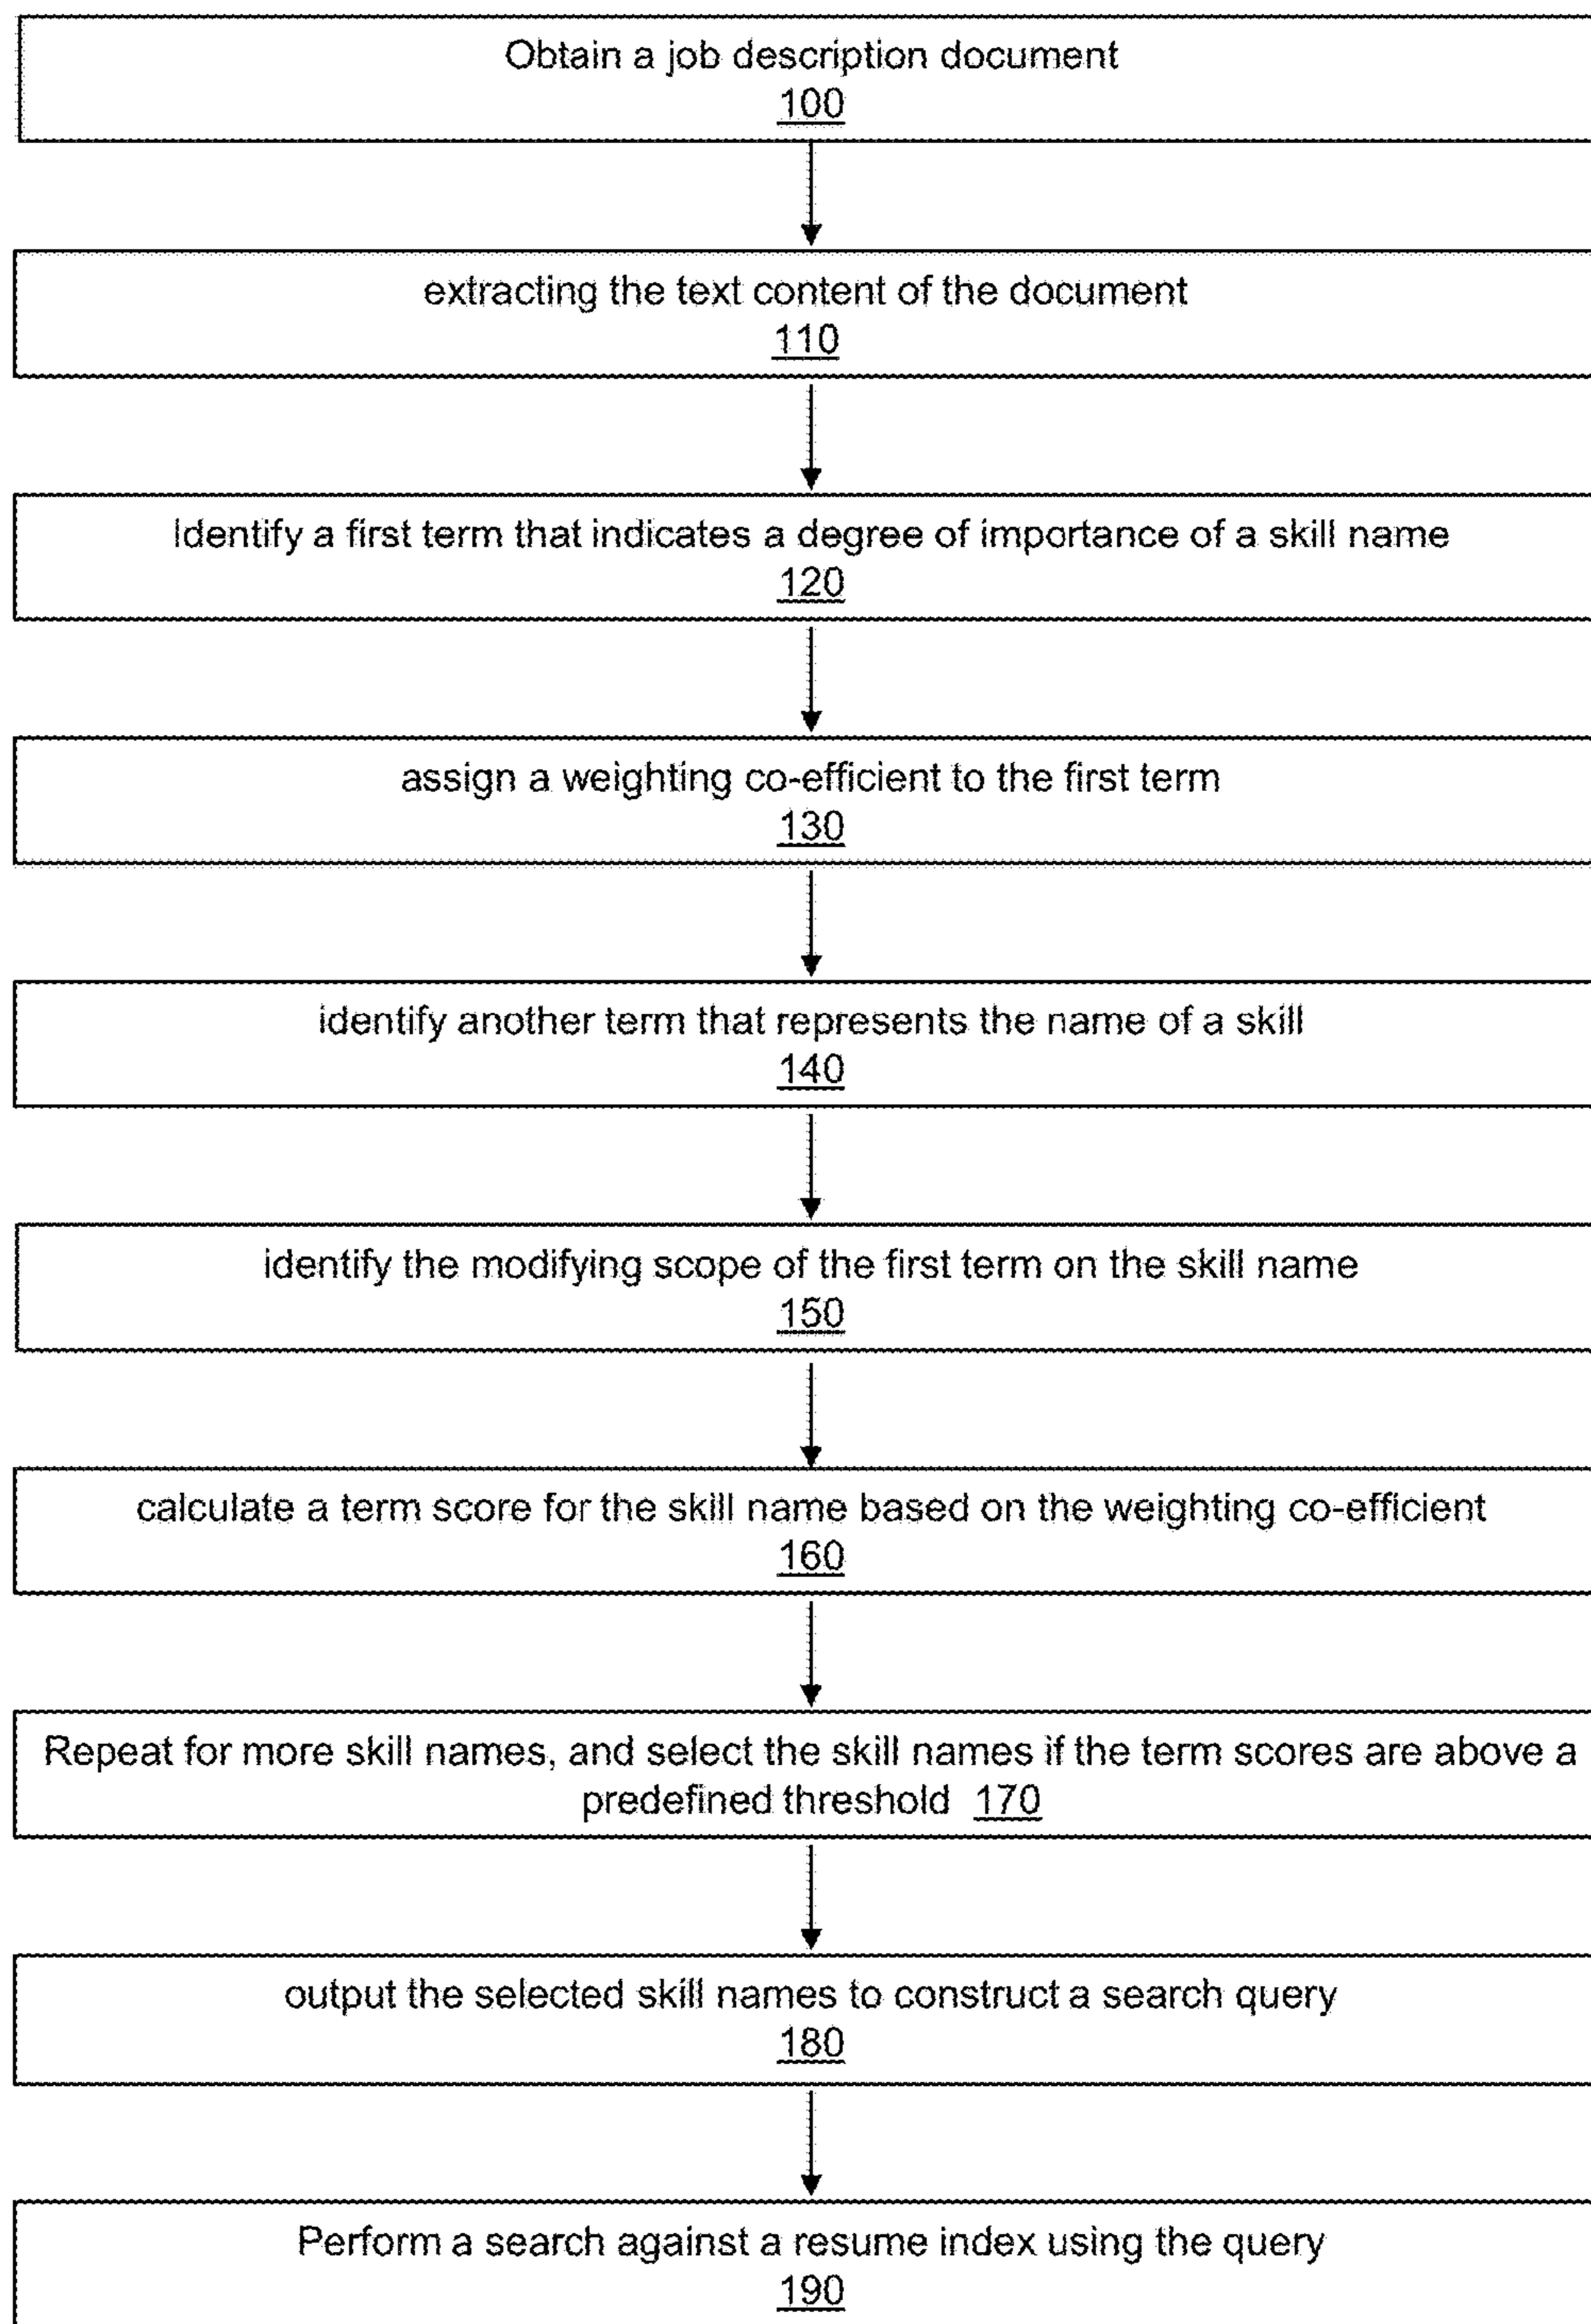 Obtain a job description document
100
extracting the text content of the document
110
Identify a first term that indicates a degree of importance of a skill name
120
assign a weighting co-efficient to the first term
130
identify another term that represents the name of a skill
140
identify the modifying scope of the first term on the skill name
150
calculate a term score for the skill name based on the weighting co-efficient
160
Repeat for more skill names, and select the skill names if the term scores are above a
predefined threshold 170
output the selected skill names to construct a search query
180
Perform a search against a resume index using the query
190